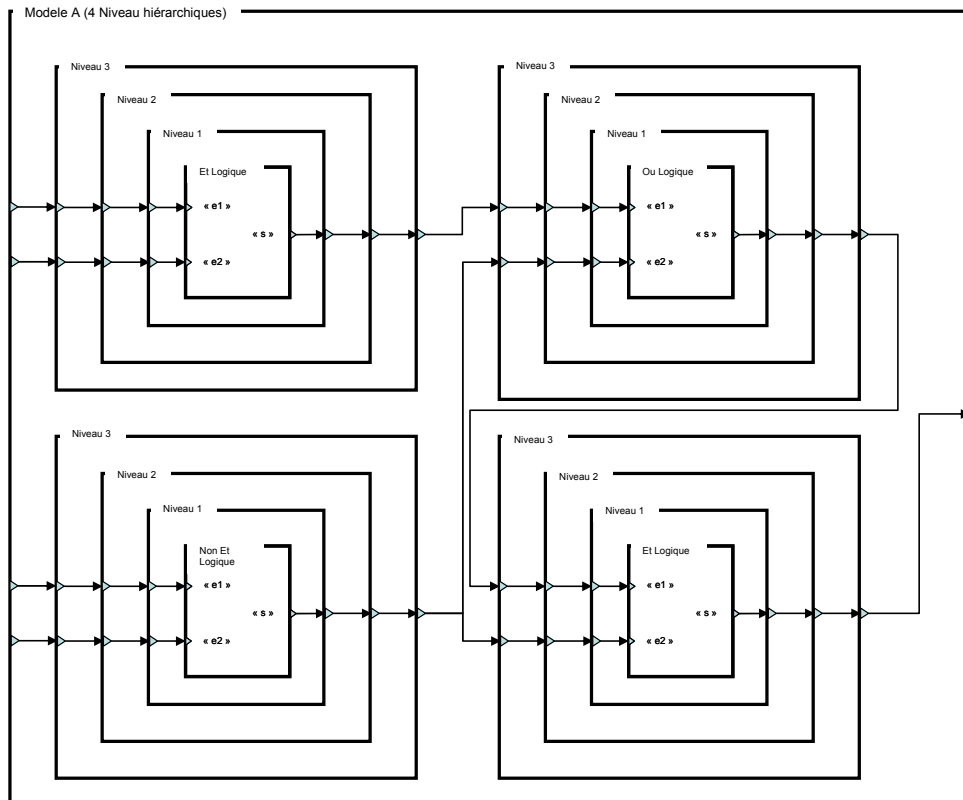 Modele A (4 Niveau hiérarchiques)
Niveau 3
Niveau 2
Niveau 1
Et Logique
« e1 »
« s »
« e2 »
Niveau 3
Niveau 2
Niveau 1
Ou Logique
« e1 »
« s »
« e2 »
Niveau 3
Niveau 2
Niveau 1
Non Et
Logique
« e1 »
« s »
« e2 »
Niveau 3
Niveau 2
Niveau 1
Et Logique
« e1 »
« s »
« e2 »